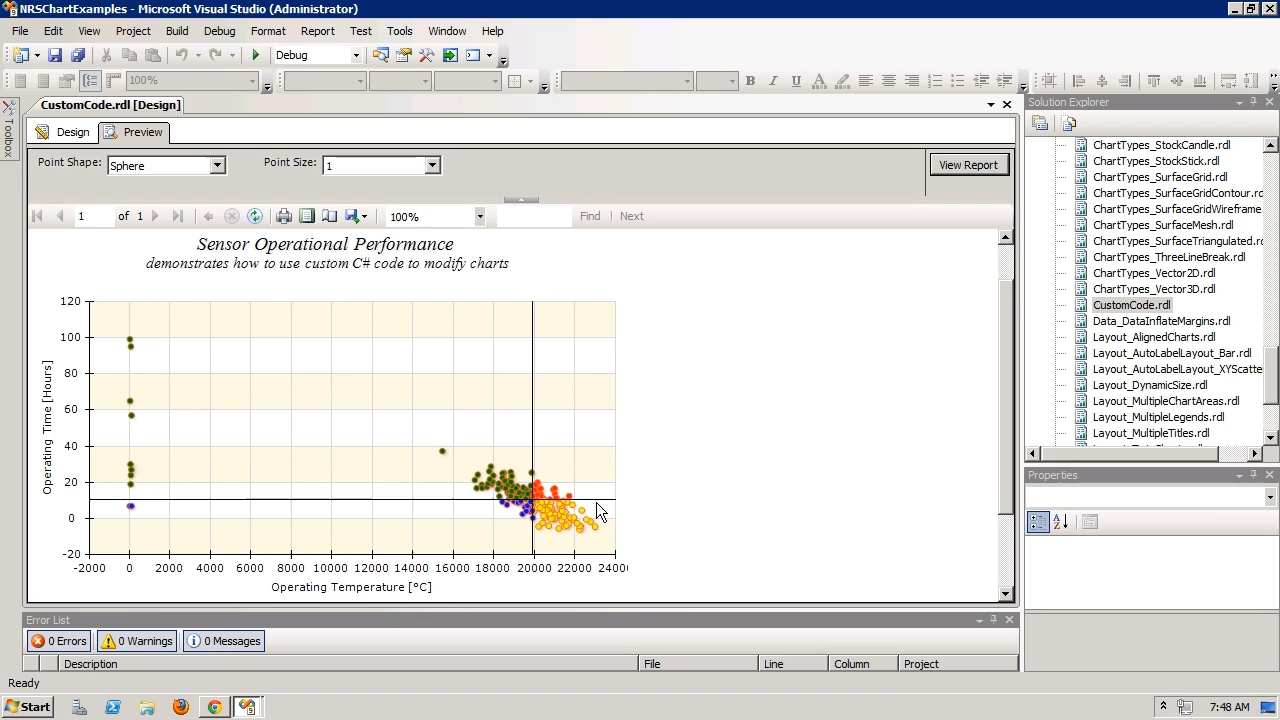 NRSChartExamples - Microsoft Visual Studio (Administrator)
File Edit View Project Build Debug Format Report Test Tools Window Help
Debug
100%
CustomCode.rdl [Design]
Toolbox
Design Preview
Point Shape: Sphere Point Size: 1 View Report
1 of 1 100% Find Next
Sensor Operational Performance
demonstrates how to use custom C# code to modify charts
Operating Time [Hours]
120
100
80
60
40
20
0
-20
-2000 0 2000 4000 6000 8000 10000 12000 14000 16000 18000 20000 22000 2400
Operating Temperature [°C]
Solution Explorer
ChartTypes_StockCandle.rdl
ChartTypes_StockStick.rdl
ChartTypes_SurfaceGrid.rdl
ChartTypes_SurfaceGridContour.rd
ChartTypes_SurfaceGridWireframe
ChartTypes_SurfaceMesh.rdl
ChartTypes_SurfaceTriangulated.rd
ChartTypes_ThreeLineBreak.rdl
ChartTypes_Vector2D.rdl
ChartTypes_Vector3D.rdl
CustomCode.rdl
Data_DataInflateMargins.rdl
Layout_AlignedCharts.rdl
Layout_AutoLabelLayout_Bar.rdl
Layout_AutoLabelLayout_XYScatte
Layout_DynamicSize.rdl
Layout_MultipleChartAreas.rdl
Layout_MultipleLegends.rdl
Layout_MultipleTitles.rdl
Properties
Error List
0 Errors 0 Warnings 0 Messages
Description File Line Column Project
Ready
Start 7:48 AM